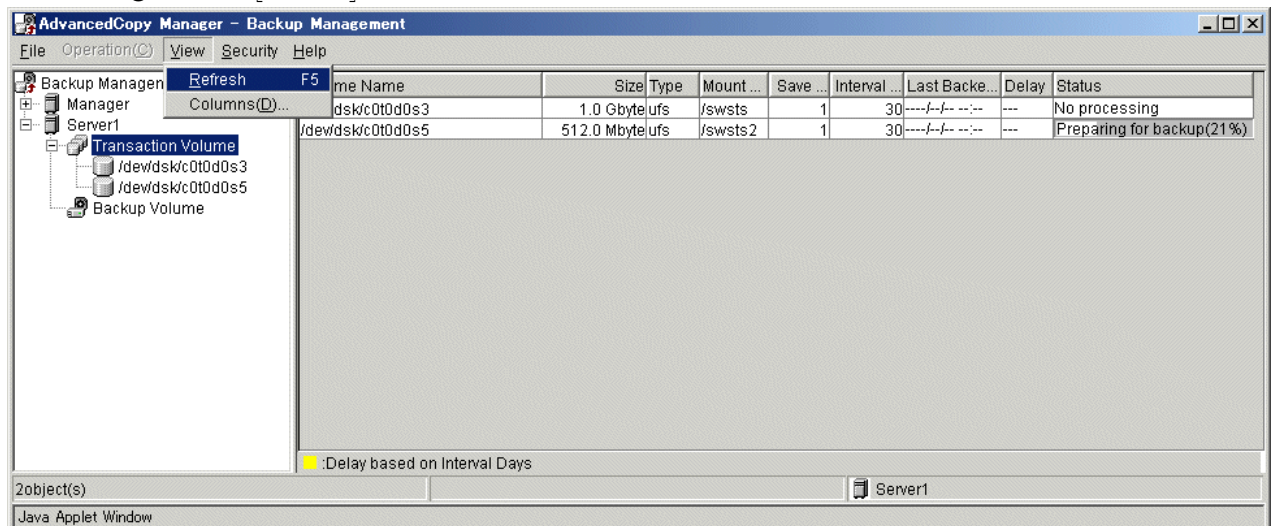 AdvancedCopy Manager – Backup Management
File Operation(C) View Security Help
Refresh F5
Columns(D)...
Backup Managen
Manager
Server1
Transaction Volume
/dev/dsk/c0t0d0s3
/dev/dsk/c0t0d0s5
Backup Volume
me Name Size Type Mount ... Save ... Interval ... Last Backe... Delay Status
dsk/c0t0d0s3 1.0 Gbyte ufs /swsts 1 30 ----/--/-- --:-- --- No processing
/dev/dsk/c0t0d0s5 512.0 Mbyte ufs /swsts2 1 30 ----/--/-- --:-- --- Preparing for backup(21%)
:Delay based on Interval Days
2object(s) Server1
Java Applet Window